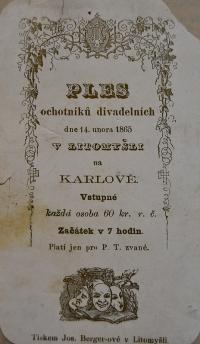 PLES
ochotníků divadelních
dne 14. unora 1865
V LITOMYŠLI
na
KARLOVĚ.
Vstupné
každá osoba 60 kr. r. č.
Začátek v 7 hodin.
Platí jen pro P. T. zvané.
Tiskem Jos. Berger-ové v Litomyšli.